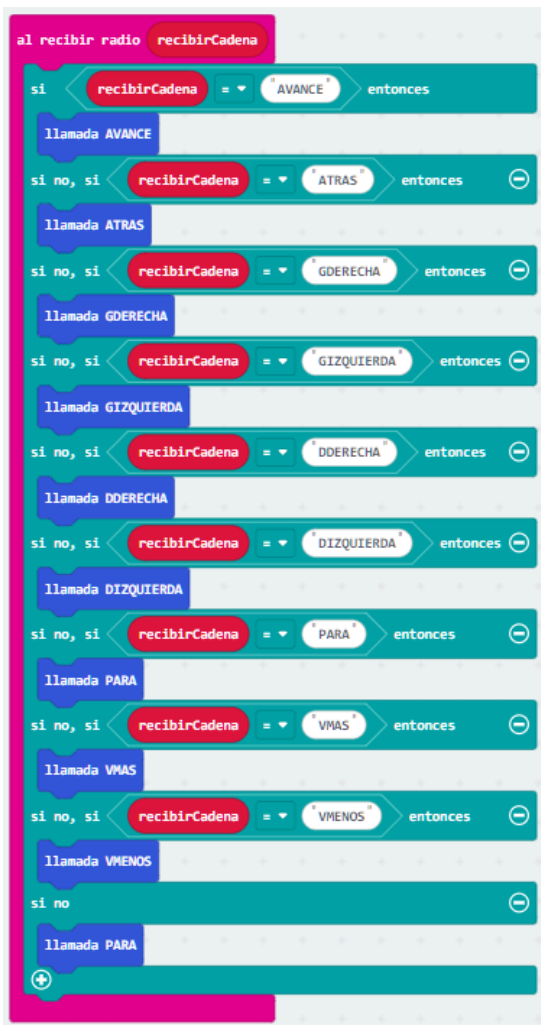 al recibir radio recibirCadena
si recibirCadena = "AVANCE" entonces
llamada AVANCE
si no, si recibirCadena = "ATRAS" entonces
llamada ATRAS
si no, si recibirCadena = "GDERECHA" entonces
llamada GDERECHA
si no, si recibirCadena = "GIZQUIERDA" entonces
llamada GIZQUIERDA
si no, si recibirCadena = "DDERECHA" entonces
llamada DDERECHA
si no, si recibirCadena = "DIZQUIERDA" entonces
llamada DIZQUIERDA
si no, si recibirCadena = "PARA" entonces
llamada PARA
si no, si recibirCadena = "VMAS" entonces
llamada VMAS
si no, si recibirCadena = "VMENOS" entonces
llamada VMENOS
si no
llamada PARA